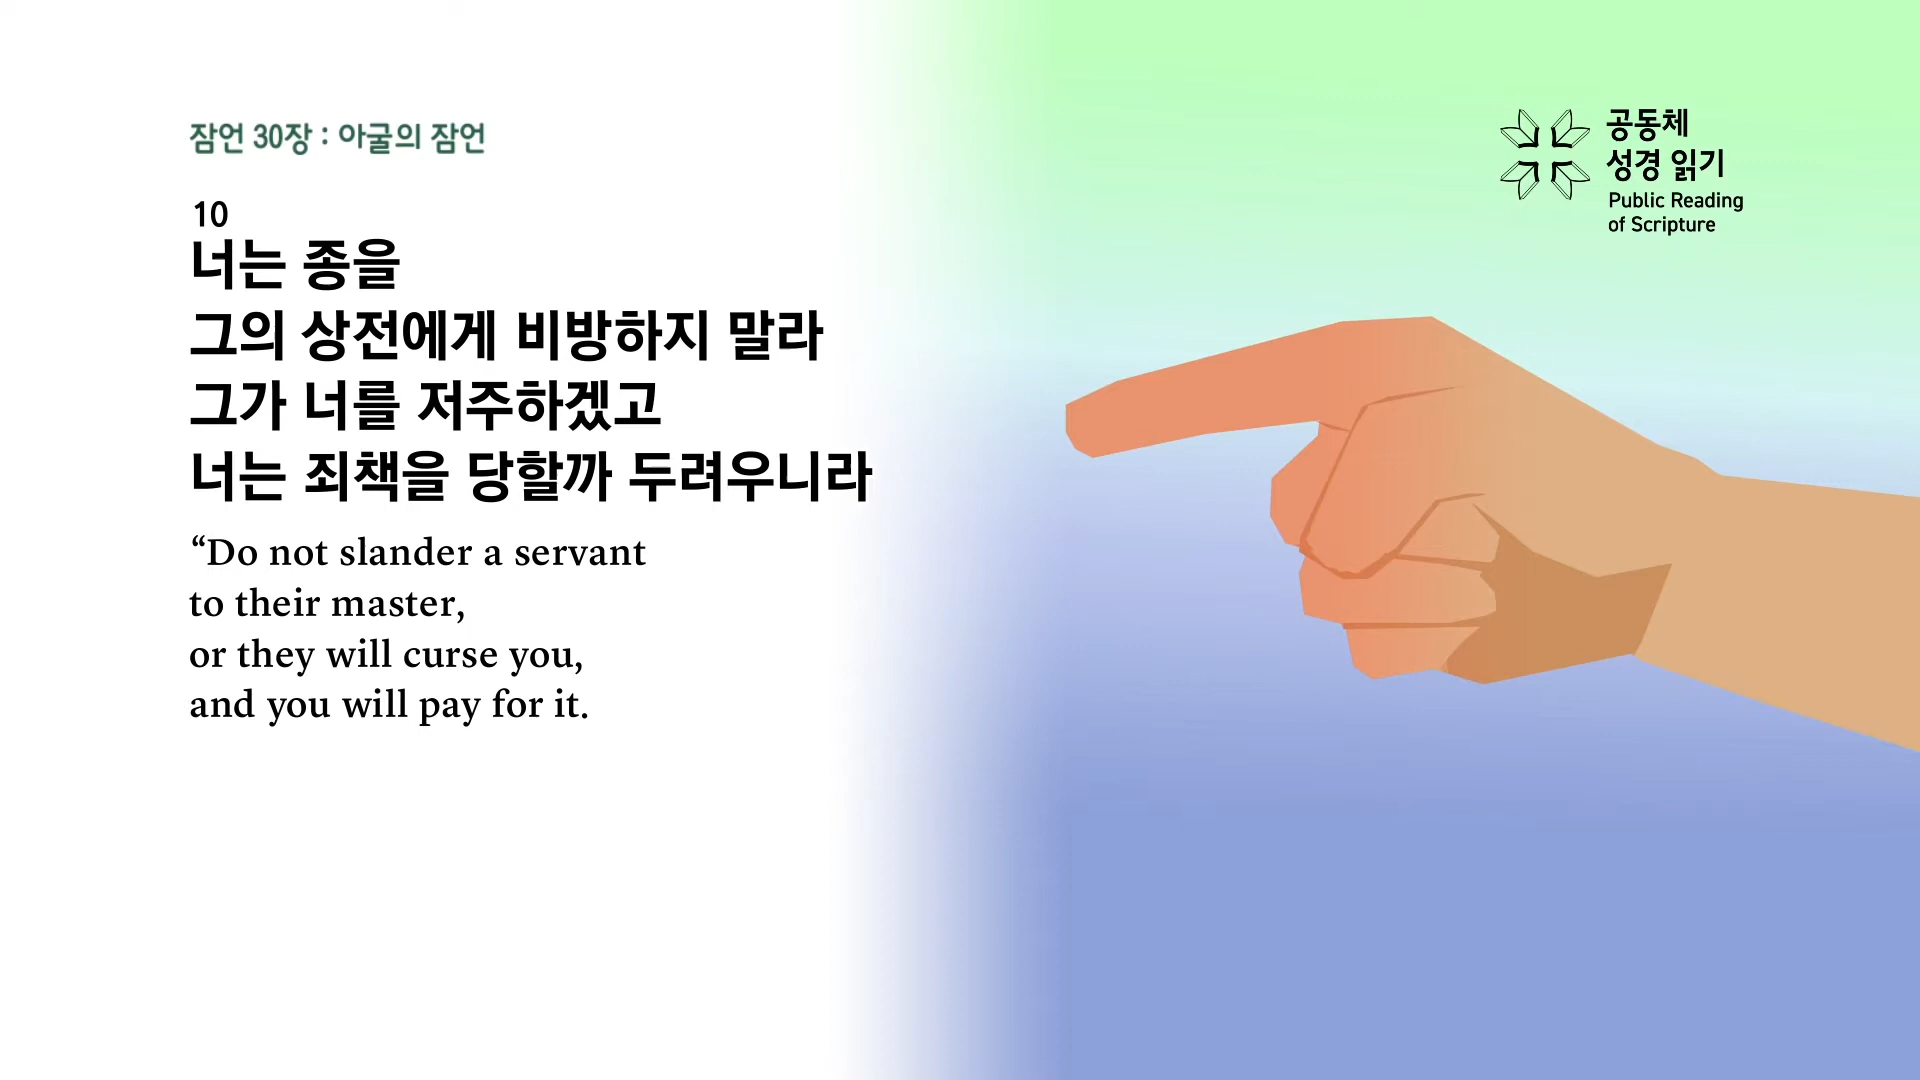 잠언 30장 : 아굴의 잠언
10
너는 종을
그의 상전에게 비방하지 말라
그가 너를 저주하겠고
너는 죄책을 당할까 두려우니라
“Do not slander a servant
to their master,
or they will curse you,
and you will pay for it.
공동체
성경 읽기
Public Reading
of Scripture